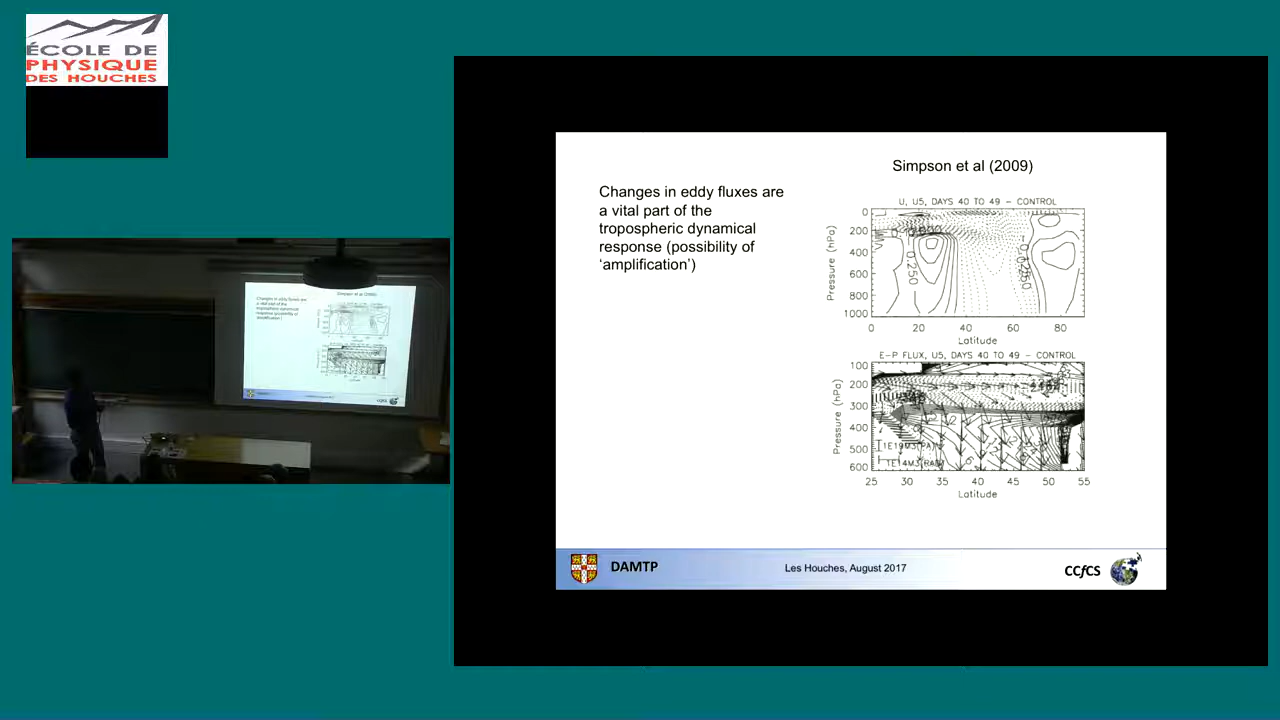 ÉCOLE DE
PHYSIQUE
DES HOUCHES
Simpson et al (2009)
Changes in eddy fluxes are
a vital part of the
tropospheric dynamical
response (possibility of
‘amplification’)
U, U5, DAYS 40 TO 49 – CONTROL
Pressure (hPa)
0
200
400
600
800
1000
0.250
0 20 40 60 80
Latitude
E–P FLUX, U5, DAYS 40 TO 49 – CONTROL
Pressure (hPa)
100
200
300
400
500
600
25 30 35 40 45 50 55
Latitude
DAMTP
Les Houches, August 2017
CCfCS